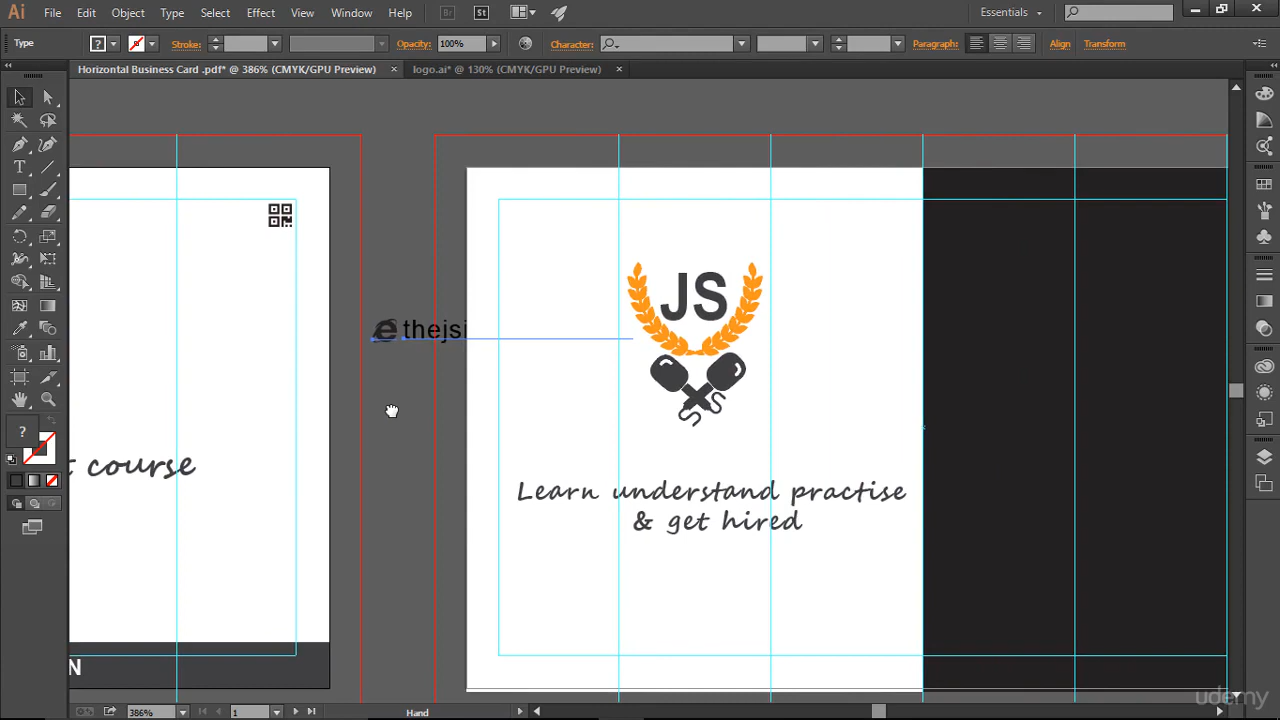 Ai File Edit Object Type Select Effect View Window Help Br St Essentials
Type ? Stroke: Opacity: 100% Character: Paragraph: Align Transform
Horizontal Business Card .pdf* @ 386% (CMYK/GPU Preview) × logo.ai* @ 130% (CMYK/GPU Preview) ×
JS
e thejsi
?
t course
Learn understand practise
& get hired
N
386% 1 Hand
udemy